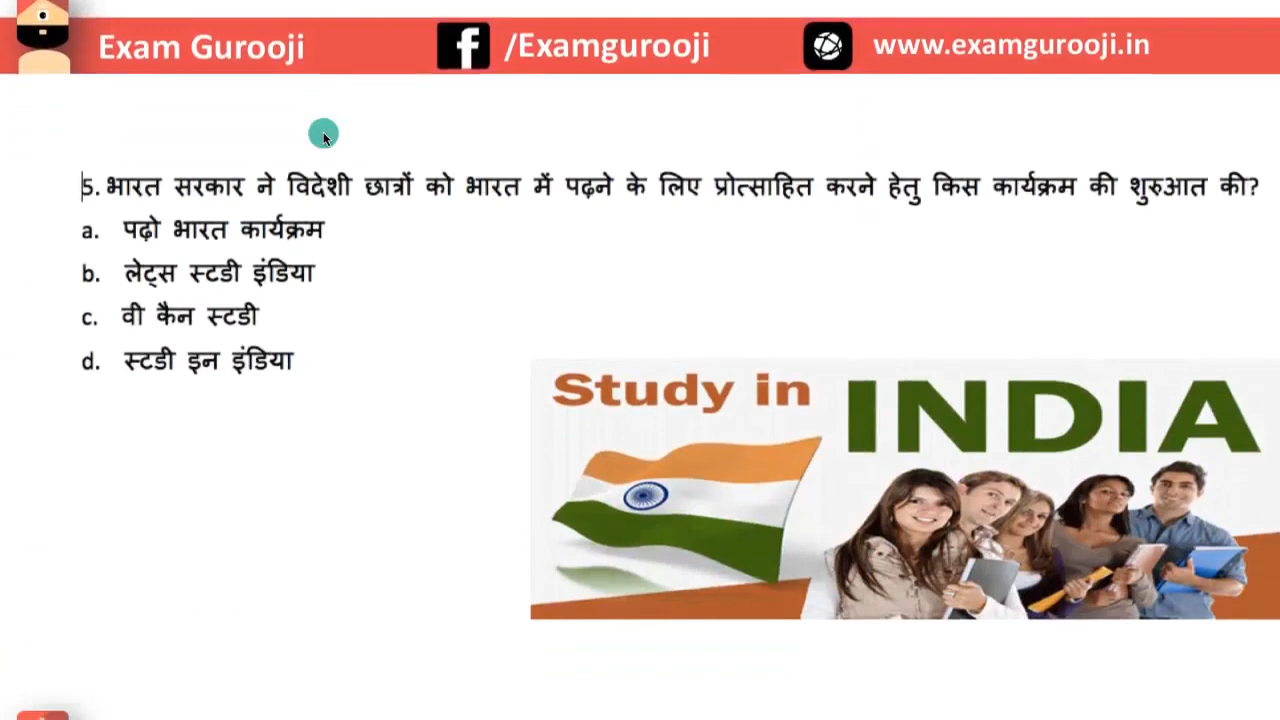 Exam Gurooji
/Examgurooji
www.examgurooji.in
5. भारत सरकार ने विदेशी छात्रों को भारत में पढ़ने के लिए प्रोत्साहित करने हेतु किस कार्यक्रम की शुरुआत की?
a. पढ़ो भारत कार्यक्रम
b. लेट्स स्टडी इंडिया
c. वी कैन स्टडी
d. स्टडी इन इंडिया
Study in INDIA